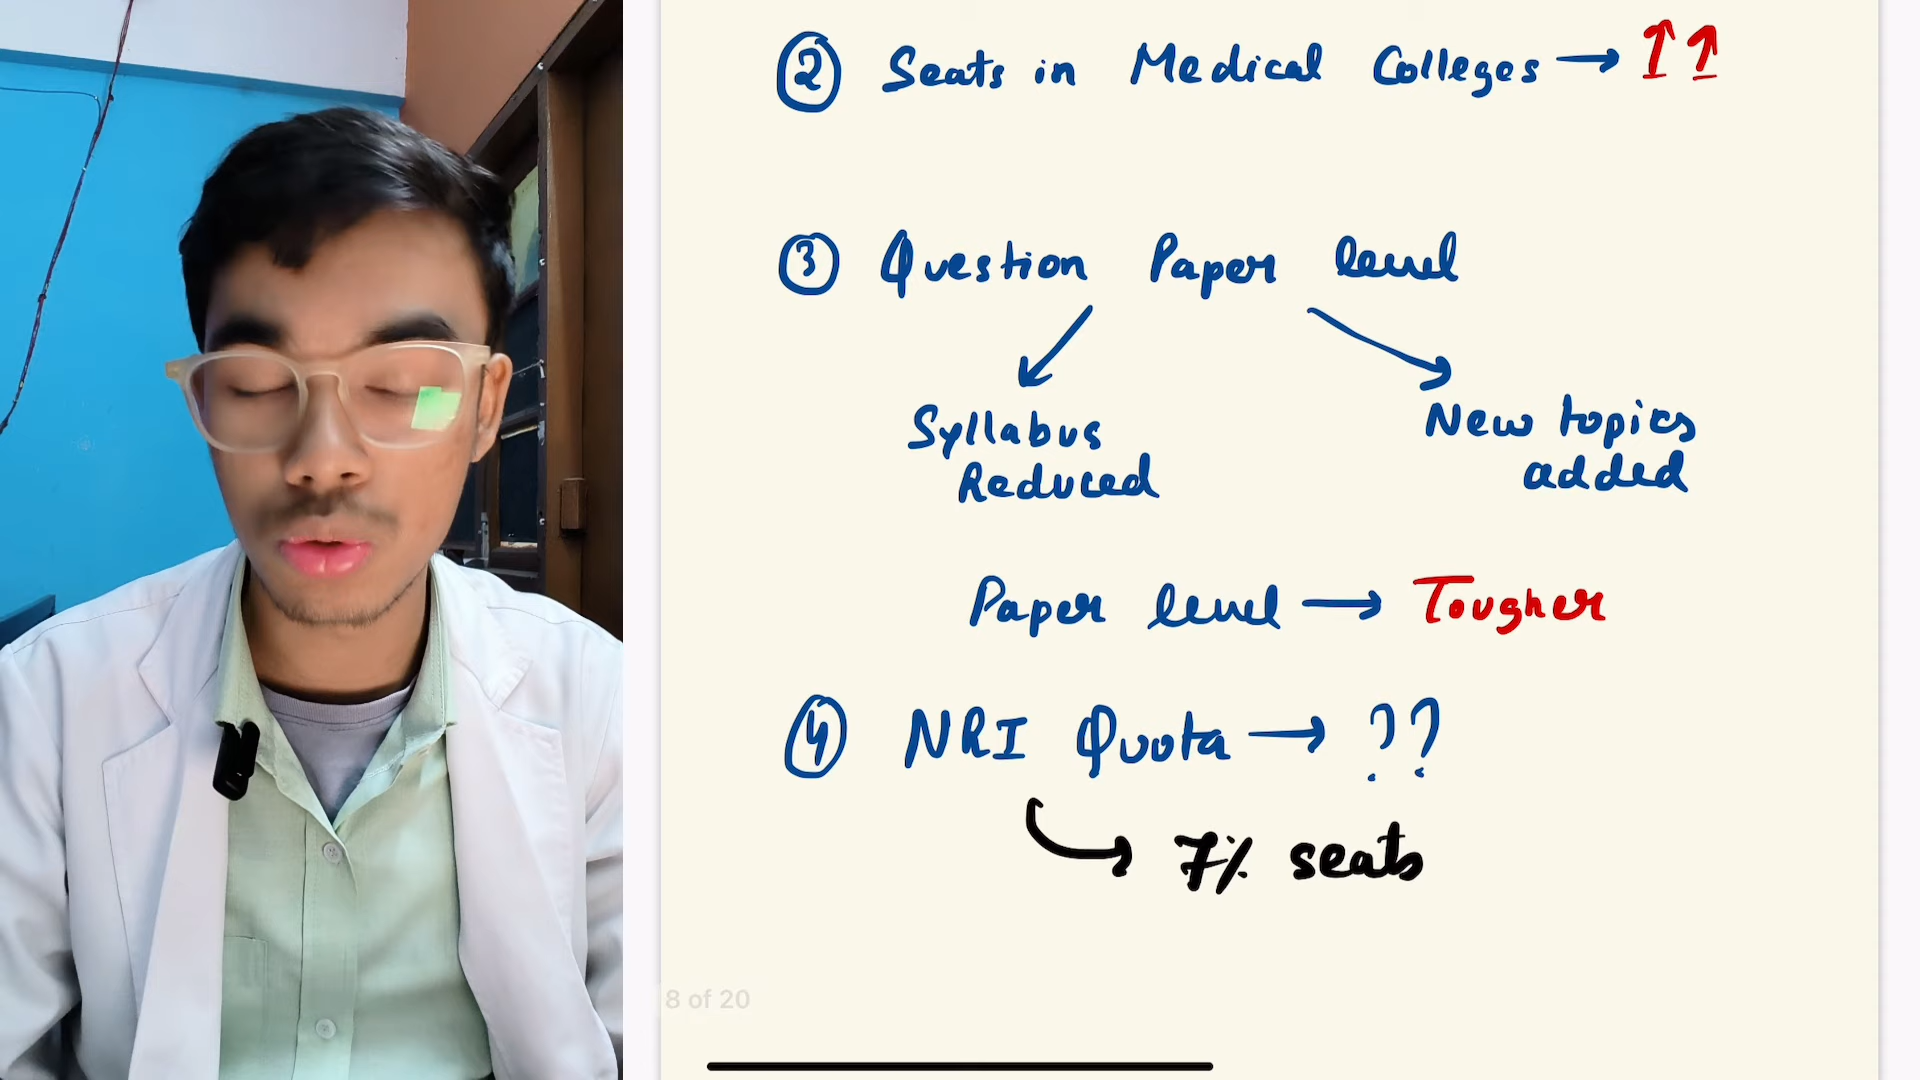 ② Seats in Medical Colleges → ↑↑
③ Question Paper level
Syllabus
Reduced
New topics
added
Paper level → Tougher
④ NRI Quota → ??
→ 7% seats
8 of 20